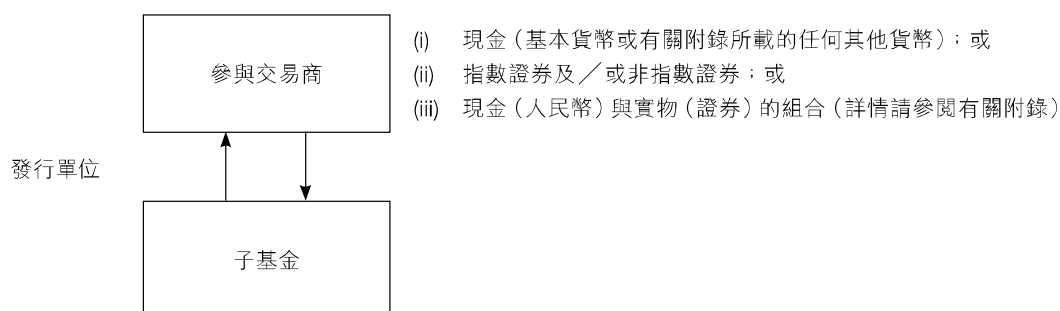 參與交易商
(i) 現金（基本貨幣或有關附錄所載的任何其他貨幣）；或
(ii) 指數證券及／或非指數證券；或
(iii) 現金（人民幣）與實物（證券）的組合（詳情請參閱有關附錄）
發行單位
子基金